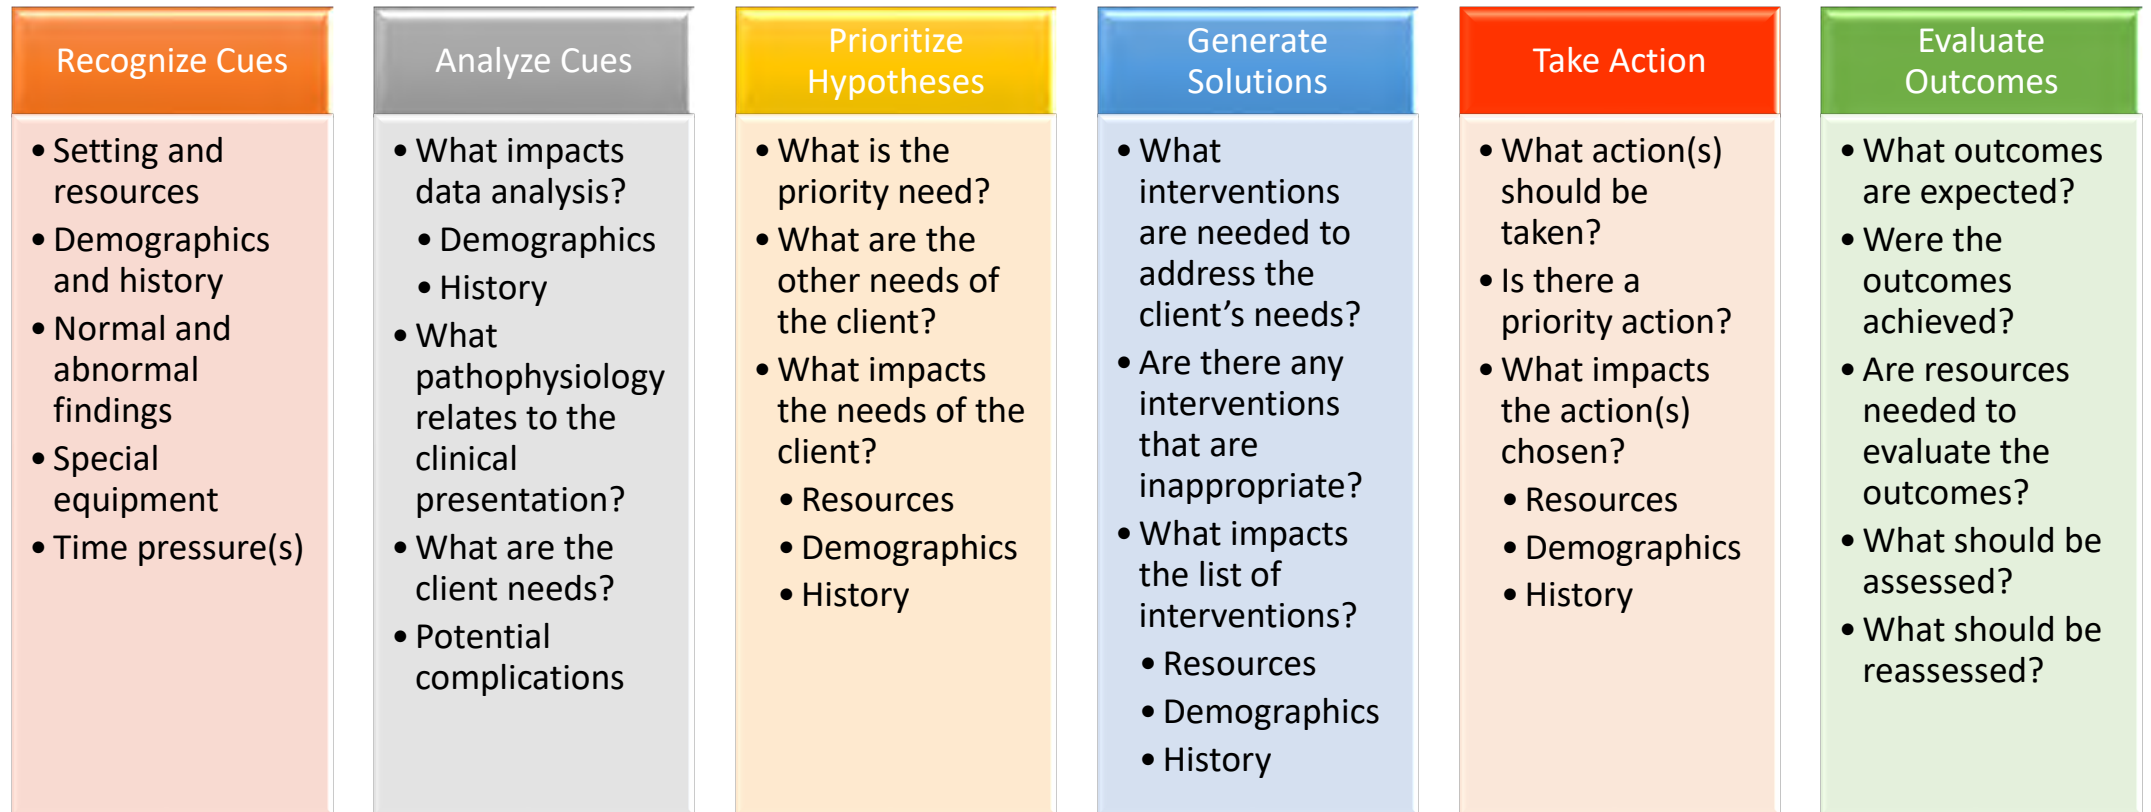 Recognize Cues
• Setting and
resources
• Demographics
and history
• Normal and
abnormal
findings
• Special
equipment
• Time pressure(s)
Analyze Cues
• What impacts
data analysis?
• Demographics
• History
• What
pathophysiology
relates to the
clinical
presentation?
• What are the
client needs?
• Potential
complications
Prioritize
Hypotheses
• What is the
priority need?
• What are the
other needs of
the client?
• What impacts
the needs of the
client?
• Resources
• Demographics
• History
Generate
Solutions
• What
interventions
are needed to
address the
client’s needs?
• Are there any
interventions
that are
inappropriate?
• What impacts
the list of
interventions?
• Resources
• Demographics
• History
Take Action
• What action(s)
should be
taken?
• Is there a
priority action?
• What impacts
the action(s)
chosen?
• Resources
• Demographics
• History
Evaluate
Outcomes
• What outcomes
are expected?
• Were the
outcomes
achieved?
• Are resources
needed to
evaluate the
outcomes?
• What should be
assessed?
• What should be
reassessed?